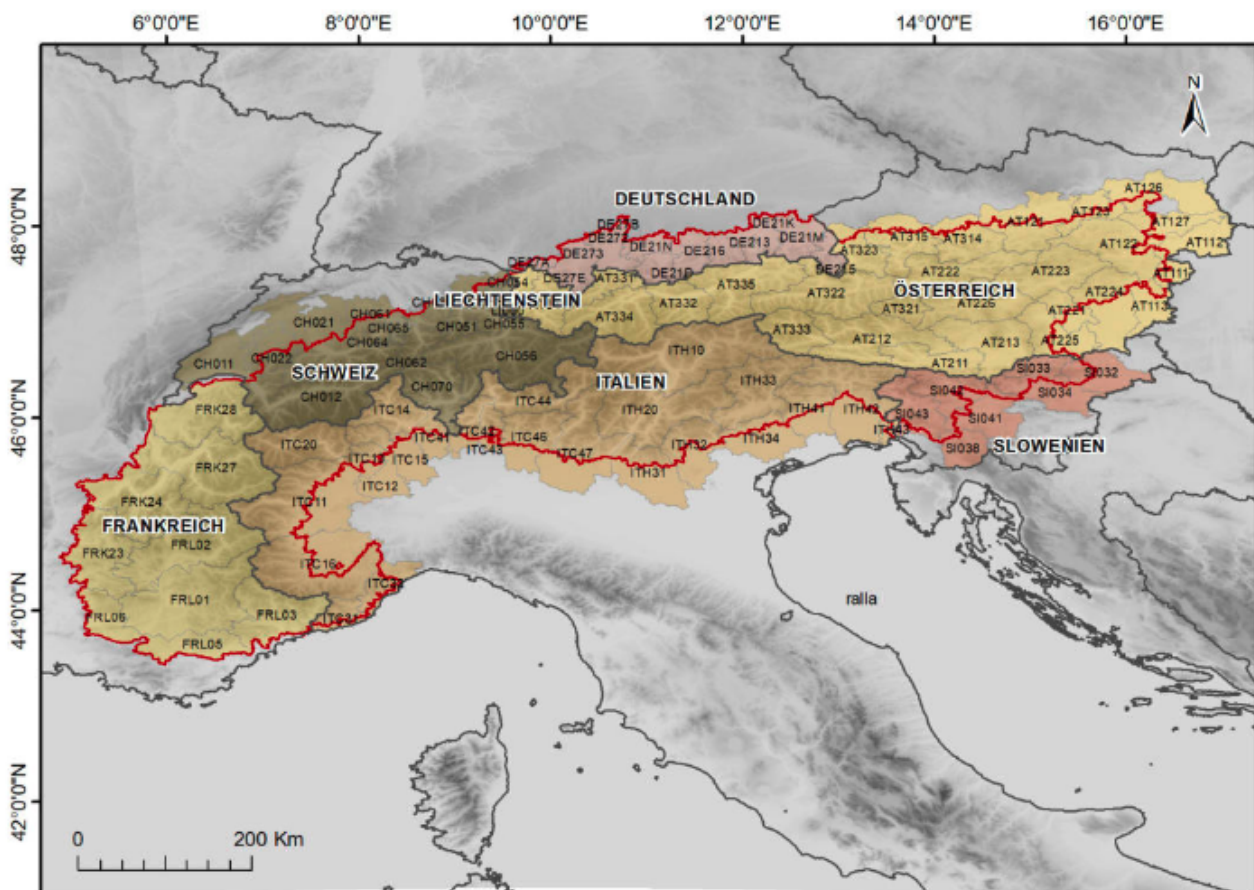 6°0'0"E 8°0'0"E 10°0'0"E 12°0'0"E 14°0'0"E 16°0'0"E
N
48°0'0"N
46°0'0"N
44°0'0"N
42°0'0"N
DEUTSCHLAND
LIECHTENSTEIN
ÖSTERREICH
SCHWEIZ
ITALIEN
SLOWENIEN
FRANKREICH
AT126
AT127
AT112
AT122
AT111
AT113
AT323
AT315
AT314
AT222
AT223
AT224
AT221
AT225
AT226
AT213
AT211
AT212
AT321
AT322
AT335
AT333
AT332
AT331
AT334
DE21K
DE21M
DE213
DE216
DE21N
DE273
DE27E
DE215
CH021
CH011
CH022
CH065
CH064
CH051
CH055
CH062
CH056
CH070
CH012
ITH10
ITH33
ITH20
ITC44
ITC14
ITC20
ITC46
ITC47
ITC43
ITC15
ITC12
ITC11
ITC16
ITH31
ITH32
ITH34
SI033
SI032
SI034
SI043
SI041
SI038
FRK28
FRK27
FRK24
FRK23
FRL02
FRL01
FRL03
FRL05
FRL06
ralla
0 200 Km